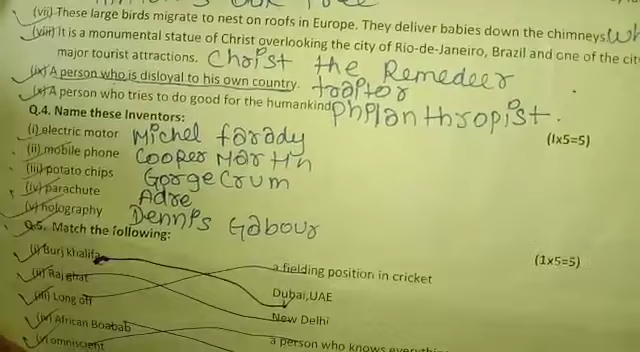 (vii) These large birds migrate to nest on roofs in Europe. They deliver babies down the chimneys. Wh
(viii) It is a monumental statue of Christ overlooking the city of Rio-de-Janeiro, Brazil and one of the city
major tourist attractions. Christ the Remedeer
(ix) A person who is disloyal to his own country. traitor
(x) A person who tries to do good for the humankind Philanthropist.
Q.4. Name these Inventors: (1x5=5)
(i) electric motor Michel farady
(ii) mobile phone Cooper Martin
(iii) potato chips Gorge Crum
(iv) parachute Adre
(v) holography Dennis Gabour
Q.5. Match the following: (1x5=5)
(i) Burj khalifa
a fielding position in cricket
(ii) Raj ghat
Dubai,UAE
(iii) Long off
New Delhi
(iv) African Boabab
(v) omniscient
a person who knows everything